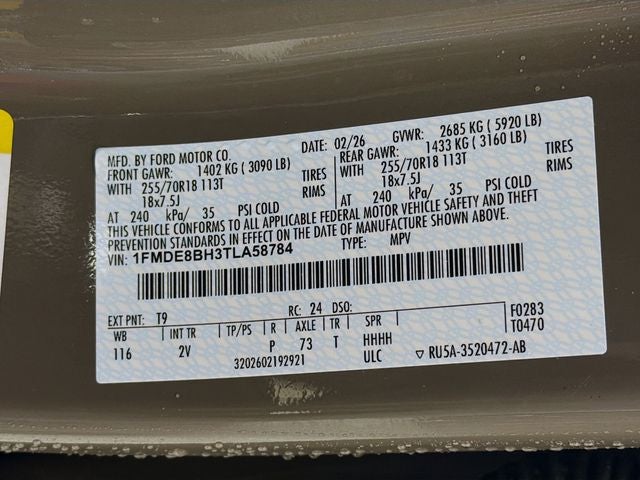 MFD. BY FORD MOTOR CO. DATE: 02/26 GVWR: 2685 KG ( 5920 LB)
FRONT GAWR: 1402 KG ( 3090 LB) REAR GAWR: 1433 KG ( 3160 LB)
WITH 255/70R18 113T TIRES WITH 255/70R18 113T TIRES
18x7.5J RIMS 18x7.5J RIMS
AT 240 kPa/ 35 PSI COLD AT 240 kPa/ 35 PSI COLD
THIS VEHICLE CONFORMS TO ALL APPLICABLE FEDERAL MOTOR VEHICLE SAFETY AND THEFT
PREVENTION STANDARDS IN EFFECT ON THE DATE OF MANUFACTURE SHOWN ABOVE.
VIN: 1FMDE8BH3TLA58784 TYPE: MPV
EXT PNT: T9 RC: 24 DSO: F0283
WB INT TR TP/PS R AXLE TR SPR T0470
116 2V P 73 T HHHH
3202602192921 ULC ▽ RU5A-3520472-AB